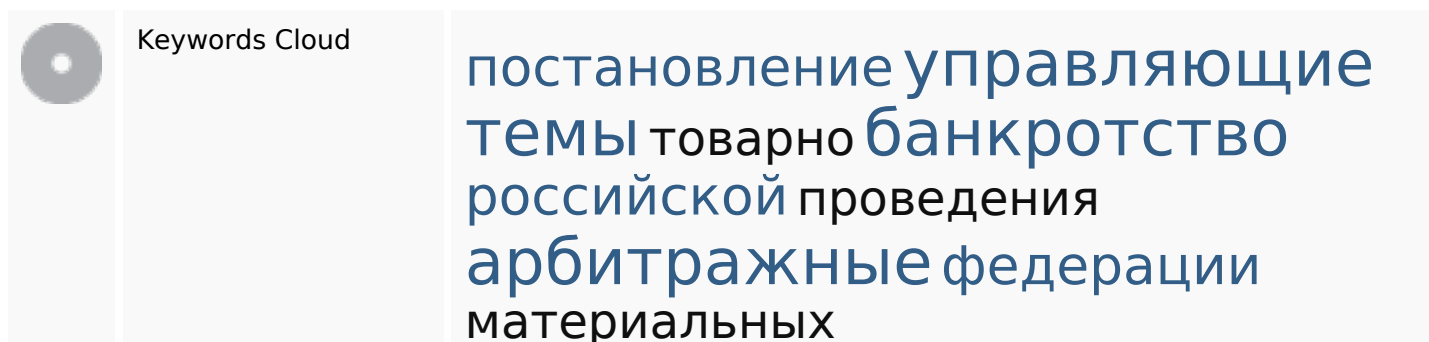 Keywords Cloud
постановление управляющие
темы товарно банкротство
российской проведения
арбитражные федерации
материальных